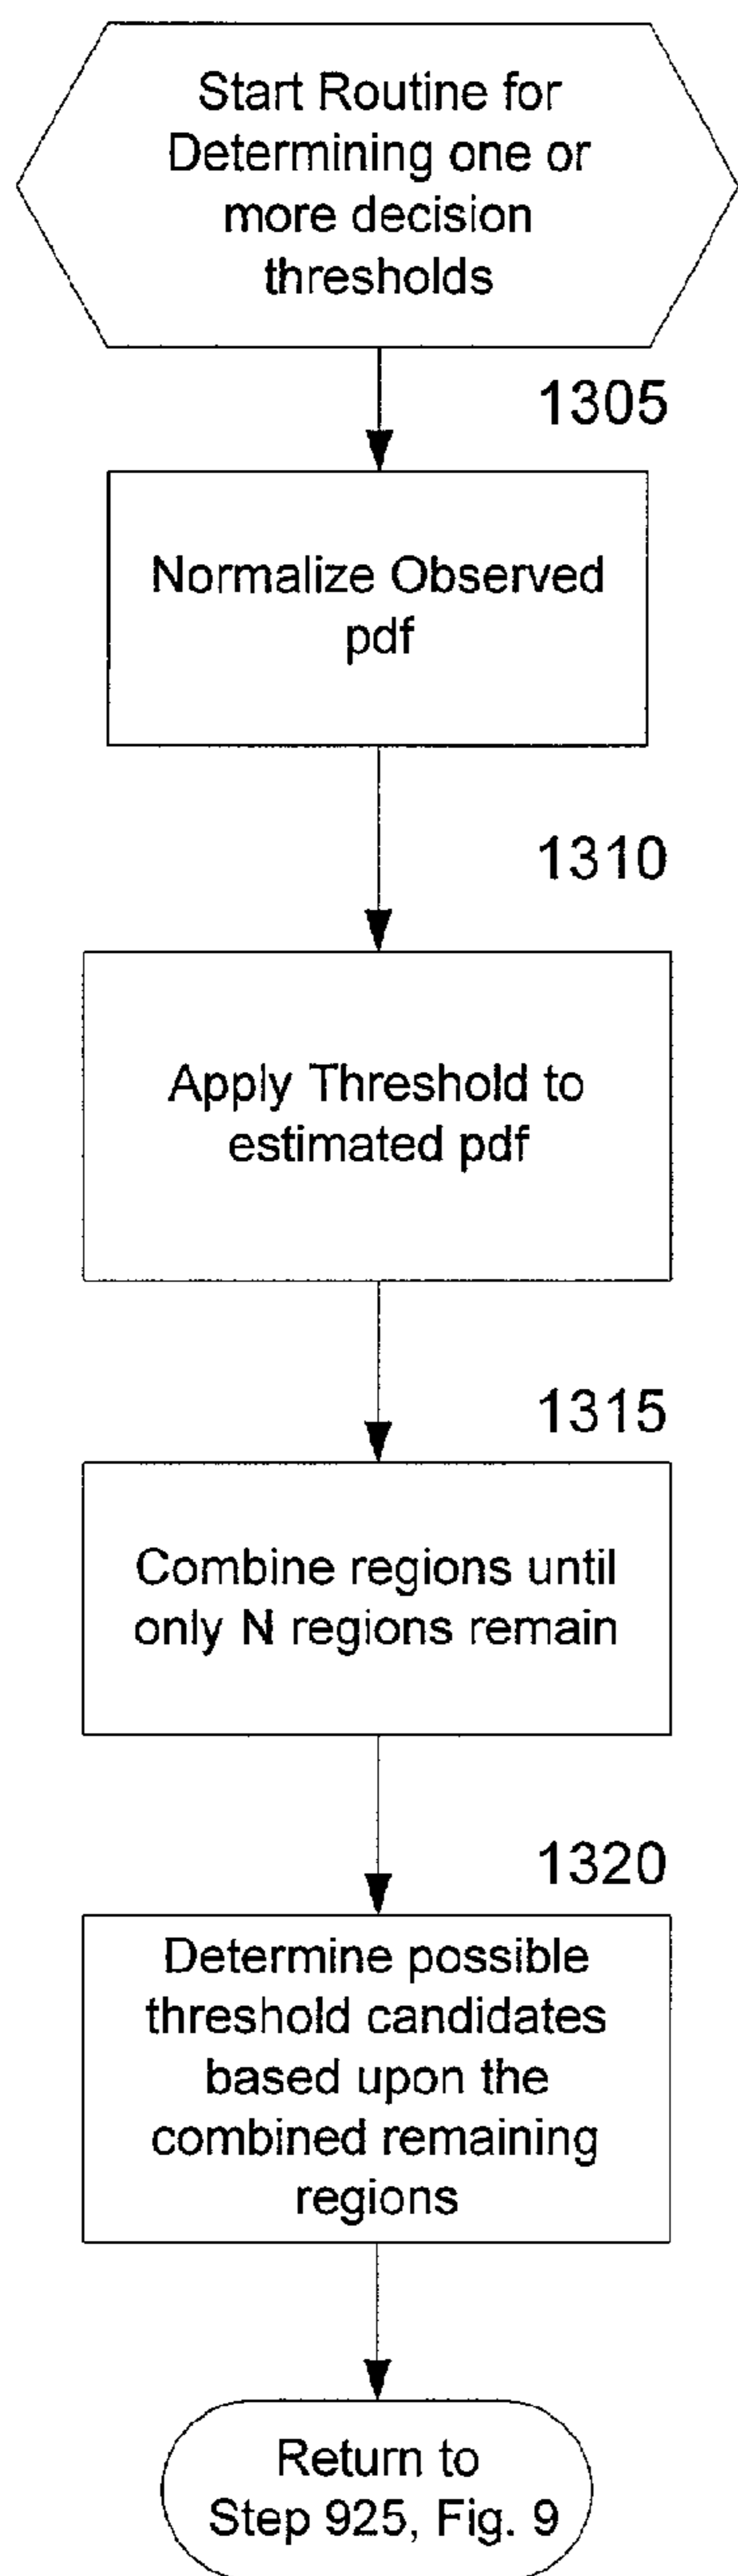 Start Routine for
Determining one or
more decision
thresholds
1305
Normalize Observed
pdf
1310
Apply Threshold to
estimated pdf
1315
Combine regions until
only N regions remain
1320
Determine possible
threshold candidates
based upon the
combined remaining
regions
Return to
Step 925, Fig. 9